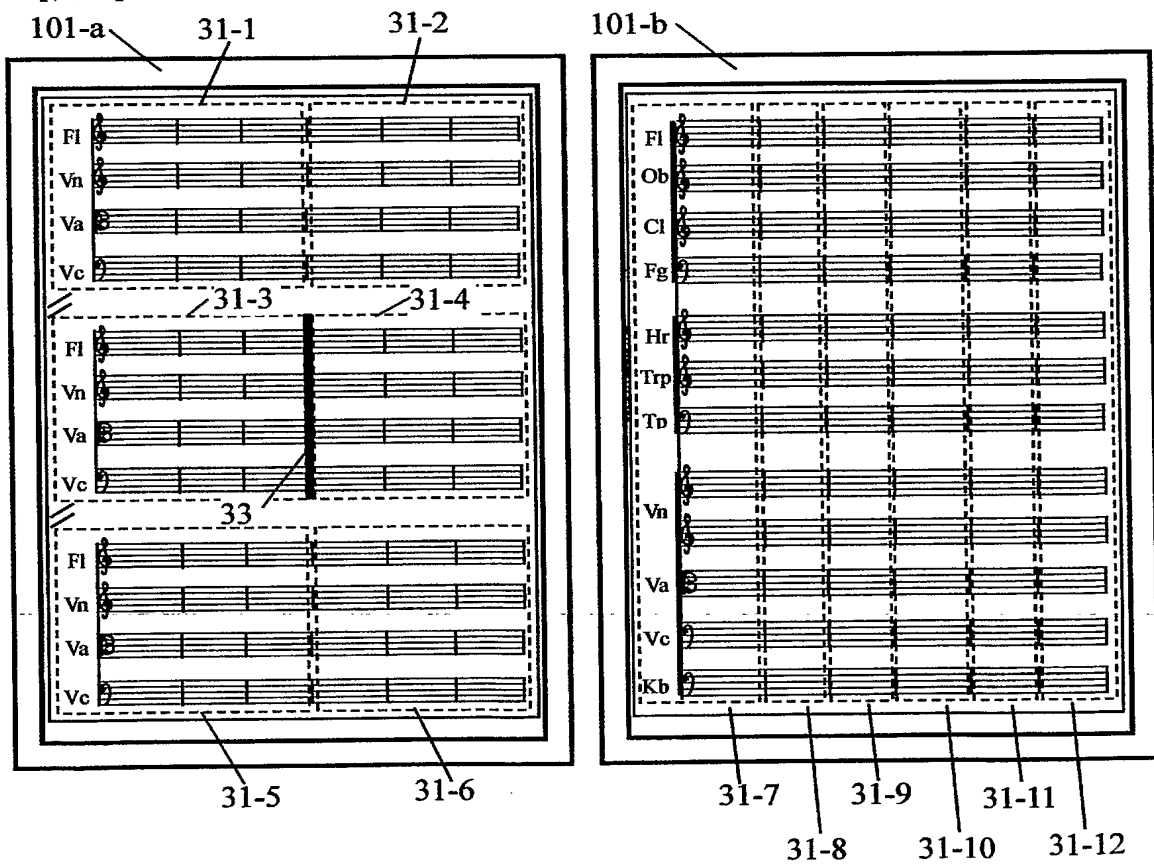 101-a
31-1
31-2
Fl
Vn
Va
Vc
31-3
31-4
Fl
Vn
Va
Vc
33
Fl
Vn
Va
Vc
31-5
31-6
101-b
Fl
Ob
Cl
Fg
Hr
Trp
Tp
Vn
Va
Vc
Kb
31-7
31-9
31-11
31-8
31-10
31-12